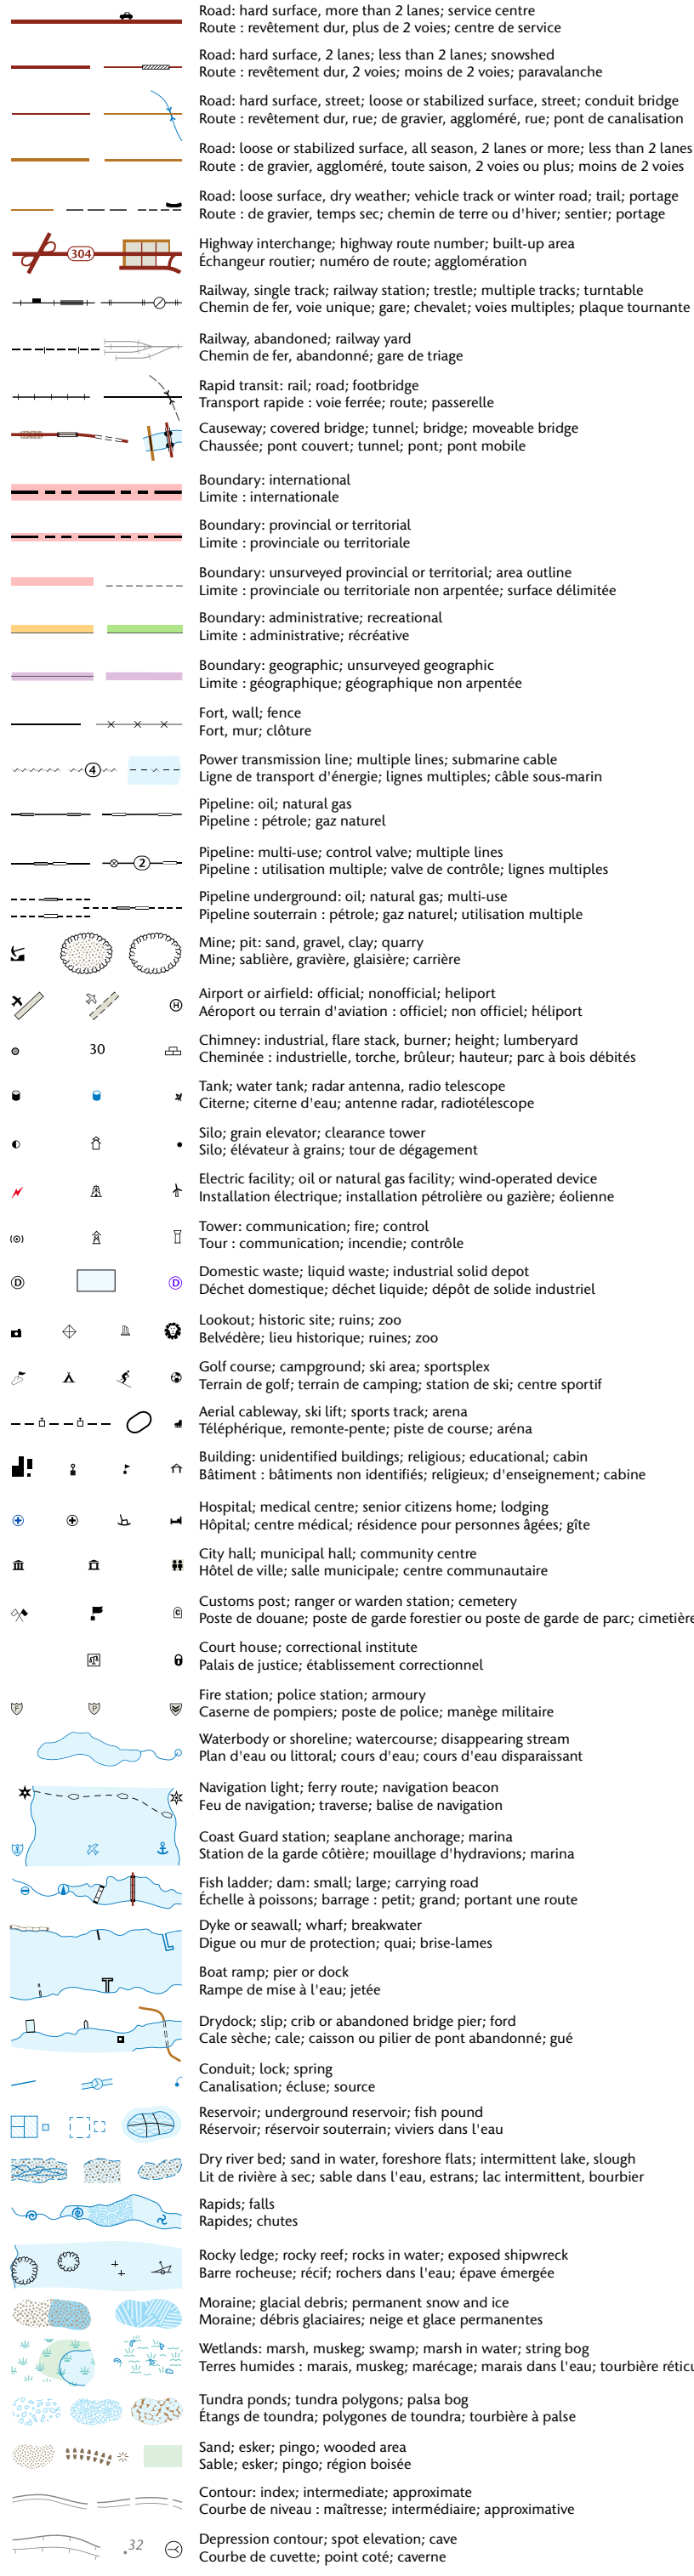 Road: hard surface, more than 2 lanes; service centre
Route : revêtement dur, plus de 2 voies; centre de service
Road: hard surface, 2 lanes; less than 2 lanes; snowshed
Route : revêtement dur, 2 voies; moins de 2 voies; paravalanche
Road: hard surface, street; loose or stabilized surface, street; conduit bridge
Route : revêtement dur, rue; de gravier, aggloméré, rue; pont de canalisation
Road: loose or stabilized surface, all season, 2 lanes or more; less than 2 lanes
Route : de gravier, aggloméré, toute saison, 2 voies ou plus; moins de 2 voies
Road: loose surface, dry weather; vehicle track or winter road; trail; portage
Route : de gravier, temps sec; chemin de terre ou d'hiver; sentier; portage
304
Highway interchange; highway route number; built-up area
Échangeur routier; numéro de route; agglomération
Railway, single track; railway station; trestle; multiple tracks; turntable
Chemin de fer, voie unique; gare; chevalet; voies multiples; plaque tournante
Railway, abandoned; railway yard
Chemin de fer, abandonné; gare de triage
Rapid transit: rail; road; footbridge
Transport rapide : voie ferrée; route; passerelle
Causeway; covered bridge; tunnel; bridge; moveable bridge
Chaussée; pont couvert; tunnel; pont; pont mobile
Boundary: international
Limite : internationale
Boundary: provincial or territorial
Limite : provinciale ou territoriale
Boundary: unsurveyed provincial or territorial; area outline
Limite : provinciale ou territoriale non arpentée; surface délimitée
Boundary: administrative; recreational
Limite : administrative; récréative
Boundary: geographic; unsurveyed geographic
Limite : géographique; géographique non arpentée
Fort, wall; fence
Fort, mur; clôture
4
Power transmission line; multiple lines; submarine cable
Ligne de transport d'énergie; lignes multiples; câble sous-marin
Pipeline: oil; natural gas
Pipeline : pétrole; gaz naturel
2
Pipeline: multi-use; control valve; multiple lines
Pipeline : utilisation multiple; valve de contrôle; lignes multiples
Pipeline underground: oil; natural gas; multi-use
Pipeline souterrain : pétrole; gaz naturel; utilisation multiple
Mine; pit: sand, gravel, clay; quarry
Mine; sablière, gravière, glaisière; carrière
H
Airport or airfield: official; nonofficial; heliport
Aéroport ou terrain d'aviation : officiel; non officiel; héliport
30
Chimney: industrial, flare stack, burner; height; lumberyard
Cheminée : industrielle, torche, brûleur; hauteur; parc à bois débités
Tank; water tank; radar antenna, radio telescope
Citerne; citerne d'eau; antenne radar, radiotélescope
Silo; grain elevator; clearance tower
Silo; élévateur à grains; tour de dégagement
Electric facility; oil or natural gas facility; wind-operated device
Installation électrique; installation pétrolière ou gazière; éolienne
Tower: communication; fire; control
Tour : communication; incendie; contrôle
D D
Domestic waste; liquid waste; industrial solid depot
Déchet domestique; déchet liquide; dépôt de solide industriel
Lookout; historic site; ruins; zoo
Belvédère; lieu historique; ruines; zoo
Golf course; campground; ski area; sportsplex
Terrain de golf; terrain de camping; station de ski; centre sportif
Aerial cableway, ski lift; sports track; arena
Téléphérique, remonte-pente; piste de course; aréna
Building: unidentified buildings; religious; educational; cabin
Bâtiment : bâtiments non identifiés; religieux; d'enseignement; cabine
Hospital; medical centre; senior citizens home; lodging
Hôpital; centre médical; résidence pour personnes âgées; gîte
City hall; municipal hall; community centre
Hôtel de ville; salle municipale; centre communautaire
C
Customs post; ranger or warden station; cemetery
Poste de douane; poste de garde forestier ou poste de garde de parc; cimetière
Court house; correctional institute
Palais de justice; établissement correctionnel
F P
Fire station; police station; armoury
Caserne de pompiers; poste de police; manège militaire
Waterbody or shoreline; watercourse; disappearing stream
Plan d'eau ou littoral; cours d'eau; cours d'eau disparaissant
Navigation light; ferry route; navigation beacon
Feu de navigation; traverse; balise de navigation
Coast Guard station; seaplane anchorage; marina
Station de la garde côtière; mouillage d'hydravions; marina
Fish ladder; dam: small; large; carrying road
Échelle à poissons; barrage : petit; grand; portant une route
Dyke or seawall; wharf; breakwater
Digue ou mur de protection; quai; brise-lames
Boat ramp; pier or dock
Rampe de mise à l'eau; jetée
Drydock; slip; crib or abandoned bridge pier; ford
Cale sèche; cale; caisson ou pilier de pont abandonné; gué
Conduit; lock; spring
Canalisation; écluse; source
Reservoir; underground reservoir; fish pound
Réservoir; réservoir souterrain; viviers dans l'eau
Dry river bed; sand in water, foreshore flats; intermittent lake, slough
Lit de rivière à sec; sable dans l'eau, estrans; lac intermittent, bourbier
Rapids; falls
Rapides; chutes
Rocky ledge; rocky reef; rocks in water; exposed shipwreck
Barre rocheuse; récif; rochers dans l'eau; épave émergée
Moraine; glacial debris; permanent snow and ice
Moraine; débris glaciaires; neige et glace permanentes
Wetlands: marsh, muskeg; swamp; marsh in water; string bog
Terres humides : marais, muskeg; marécage; marais dans l'eau; tourbière réticu
Tundra ponds; tundra polygons; palsa bog
Étangs de toundra; polygones de toundra; tourbière à palse
Sand; esker; pingo; wooded area
Sable; esker; pingo; région boisée
Contour: index; intermediate; approximate
Courbe de niveau : maîtresse; intermédiaire; approximative
.32
Depression contour; spot elevation; cave
Courbe de cuvette; point coté; caverne